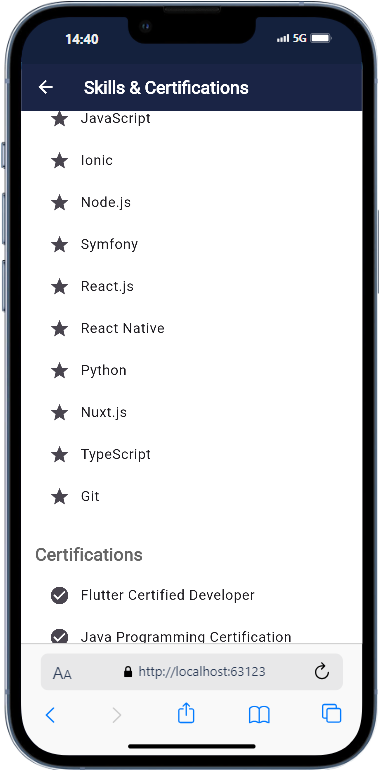 14:40
5G
Skills & Certifications
JavaScript
Ionic
Node.js
Symfony
React.js
React Native
Python
Nuxt.js
TypeScript
Git
Certifications
Flutter Certified Developer
Java Programming Certification
AA
http://localhost:63123